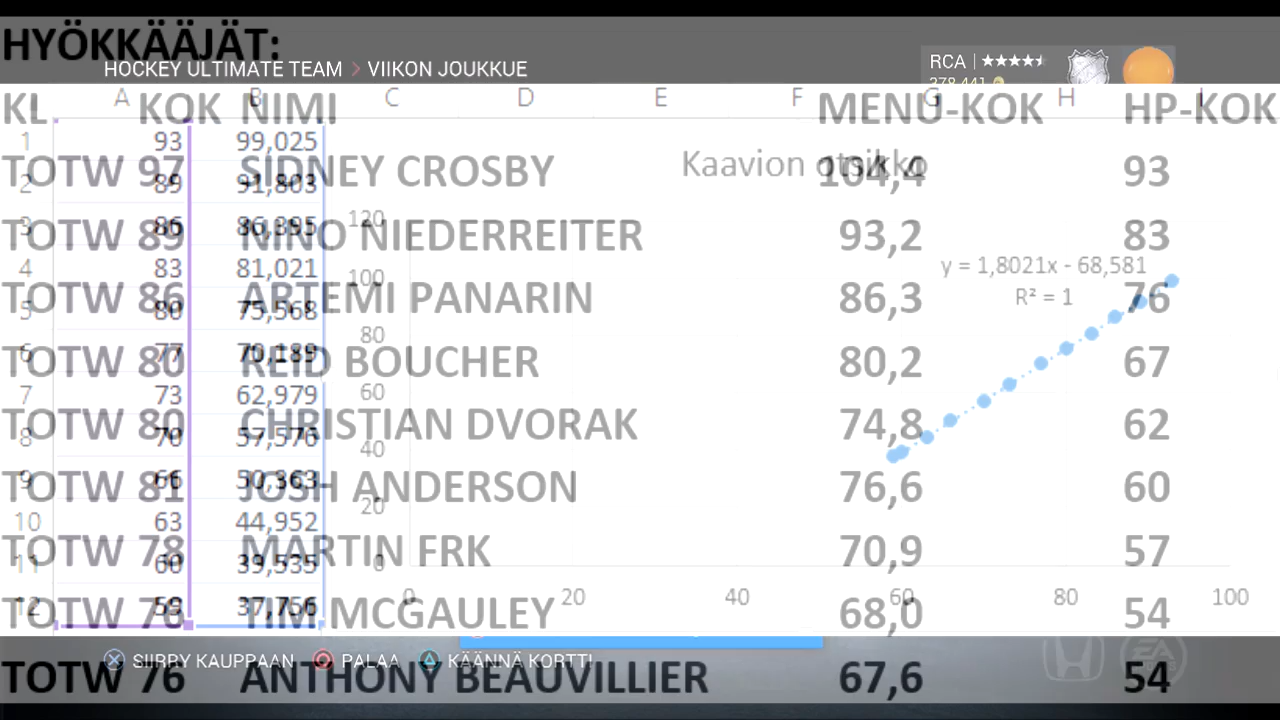 HYÖKKÄÄJÄT:
HOCKEY ULTIMATE TEAM > VIIKON JOUKKUE
RCA | ★★★★
378 441
A B C D E F G H I
KL KOK NIMI MENU-KOK HP-KOK
1 93 99,025
Kaavion otsikko
TOTW 97 SIDNEY CROSBY 104,4 93
2 89 91,803
120
3 86 86,395
TOTW 89 NINO NIEDERREITER 93,2 83
y = 1,8021x - 68,581
4 83 81,021
100
R² = 1
TOTW 86 ARTEMI PANARIN 86,3 76
5 80 75,568
80
6 77 70,189
TOTW 80 REID BOUCHER 80,2 67
7 73 62,979
60
TOTW 80 CHRISTIAN DVORAK 74,8 62
8 70 57,576
40
9 66 50,363
TOTW 81 JOSH ANDERSON 76,6 60
20
10 63 44,952
TOTW 78 MARTIN FRK 70,9 57
11 60 39,535
0
0 20 40 60 80 100
12 59 37,756
TOTW 76 TIM MCGAULEY 68,0 54
SIIRRY KAUPPAAN PALAA KÄÄNNÄ KORTTI
EA
TOTW 76 ANTHONY BEAUVILLIER 67,6 54